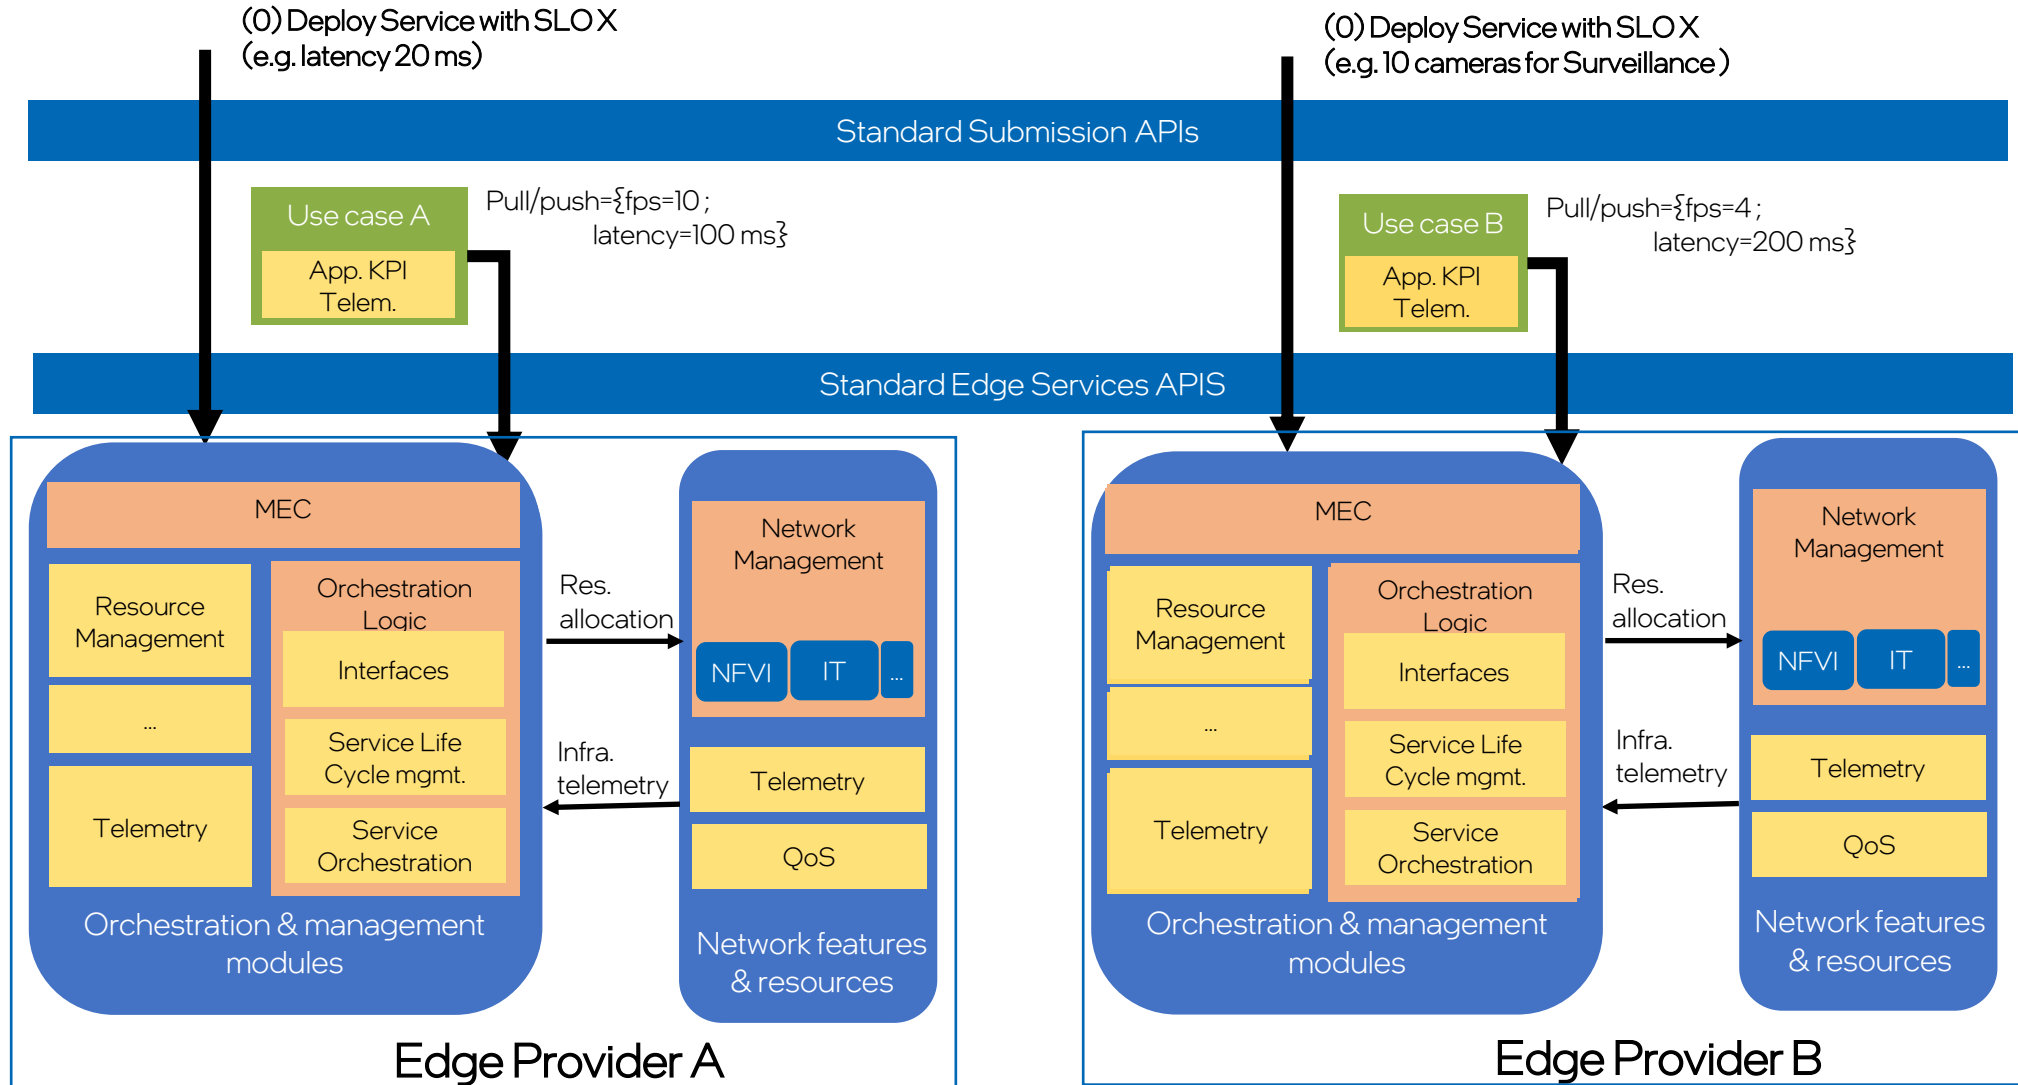 (0) Deploy Service with SLO X
(e.g. latency 20 ms)
(0) Deploy Service with SLO X
(e.g. 10 cameras for Surveillance )
Standard Submission APIs
Use case A
App. KPI
Telem.
Pull/push={fps=10 ;
latency=100 ms}
Use case B
App. KPI
Telem.
Pull/push={fps=4 ;
latency=200 ms}
Standard Edge Services APIS
MEC
Resource
Management
...
Telemetry
Orchestration
Logic
Interfaces
Service Life
Cycle mgmt.
Service
Orchestration
Orchestration & management
modules
Res.
allocation
Infra.
telemetry
Network
Management
NFVI
IT
...
Telemetry
QoS
Network features
& resources
Edge Provider A
MEC
Resource
Management
...
Telemetry
Orchestration
Logic
Interfaces
Service Life
Cycle mgmt.
Service
Orchestration
Orchestration & management
modules
Res.
allocation
Infra.
telemetry
Network
Management
NFVI
IT
...
Telemetry
QoS
Network features
& resources
Edge Provider B